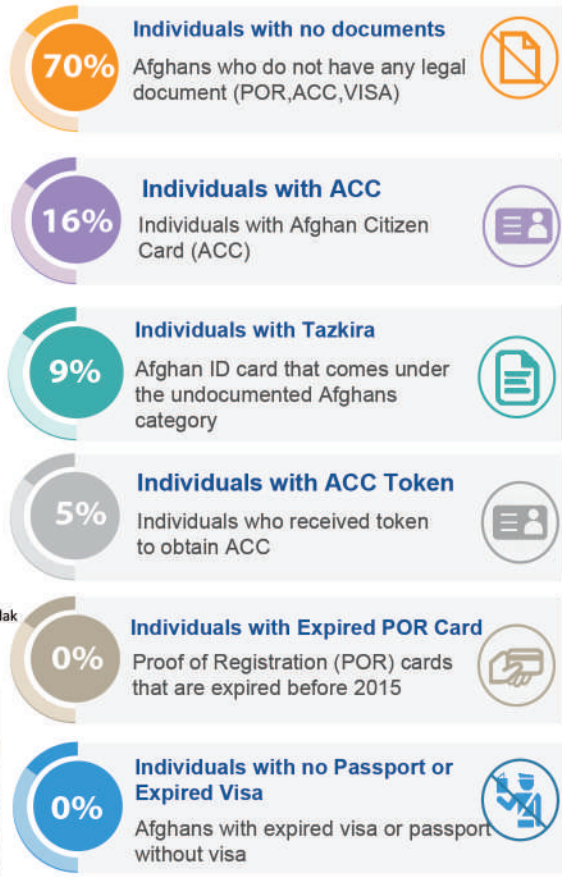 70%
Individuals with no documents
Afghans who do not have any legal
document (POR,ACC,VISA)
16%
Individuals with ACC
Individuals with Afghan Citizen
Card (ACC)
9%
Individuals with Tazkira
Afghan ID card that comes under
the undocumented Afghans
category
5%
Individuals with ACC Token
Individuals who received token
to obtain ACC
0%
Individuals with Expired POR Card
Proof of Registration (POR) cards
that are expired before 2015
0%
Individuals with no Passport or
Expired Visa
Afghans with expired visa or passport
without visa